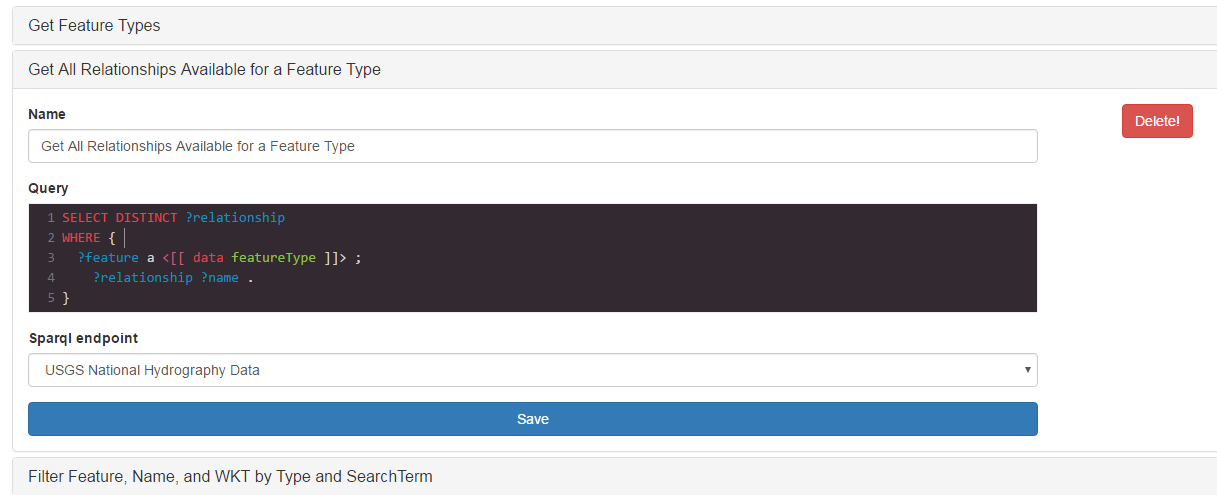 Get Feature Types
Get All Relationships Available for a Feature Type
Name
Delete!
Get All Relationships Available for a Feature Type
Query
1 SELECT DISTINCT ?relationship
2 WHERE {
3   ?feature a <[[ data featureType ]]> ;
4     ?relationship ?name .
5 }
Sparql endpoint
USGS National Hydrography Data
Save
Filter Feature, Name, and WKT by Type and SearchTerm